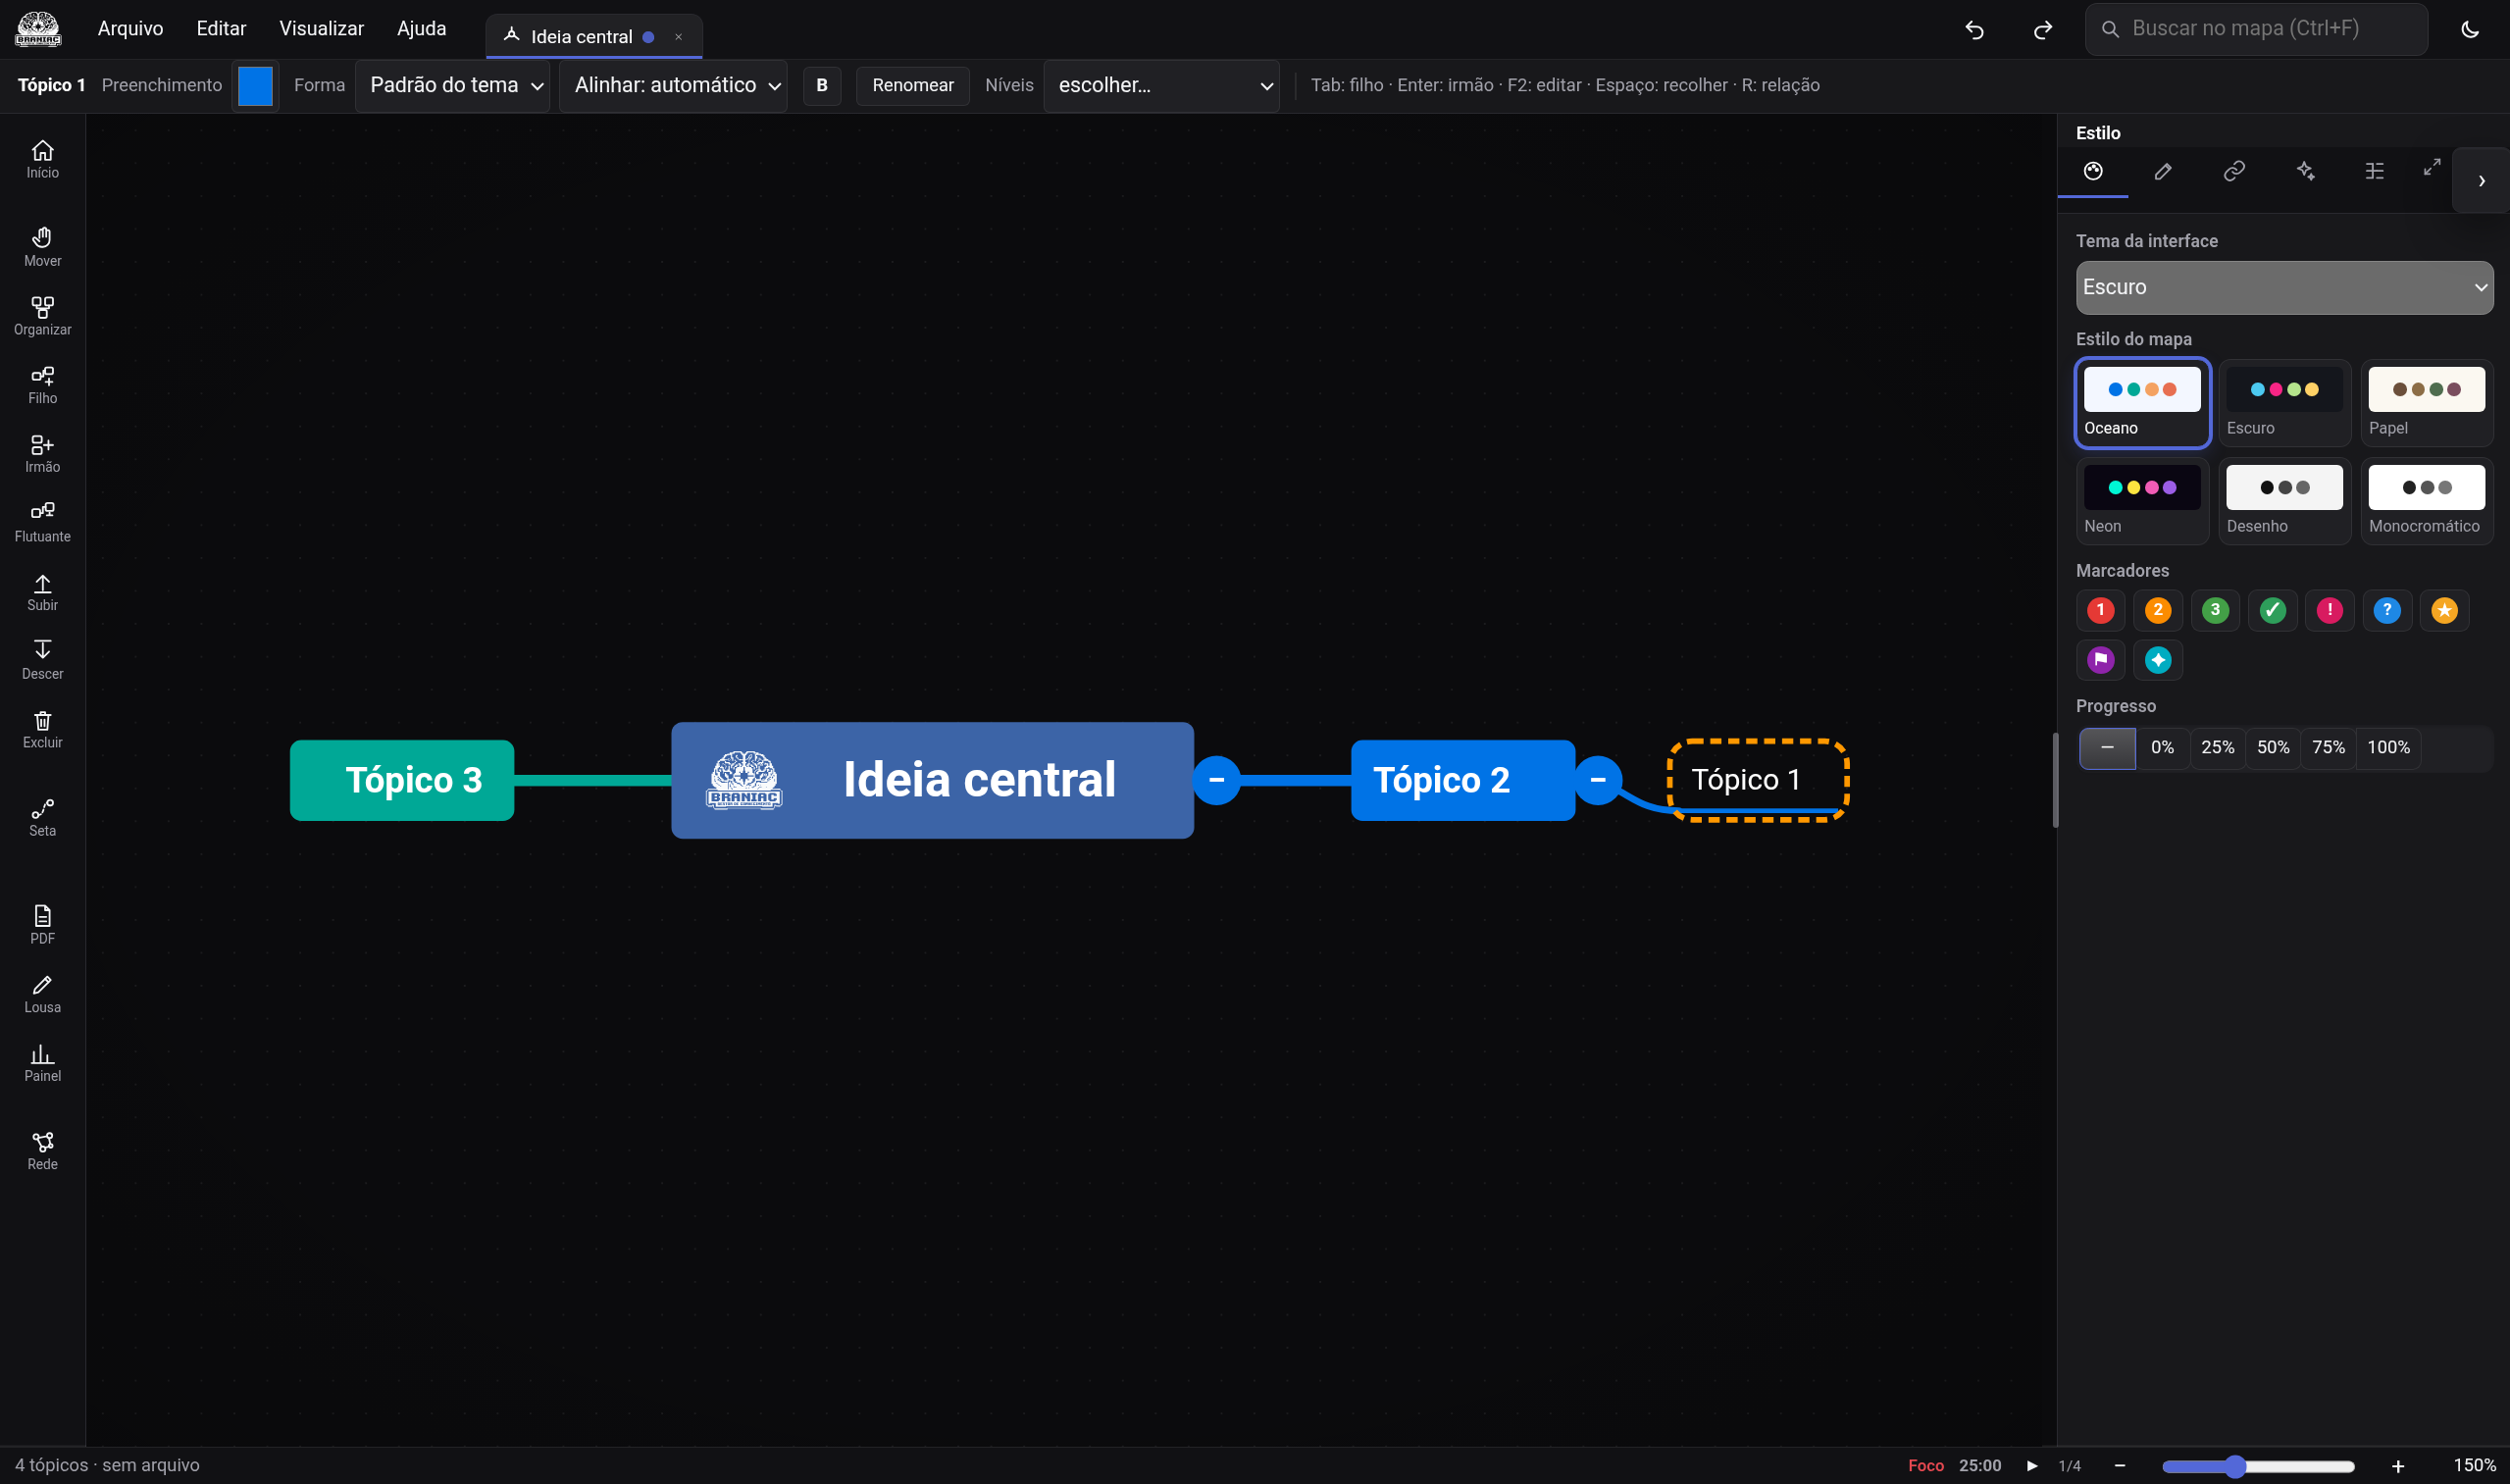 BRANIAC
Arquivo Editar Visualizar Ajuda Ideia central × Buscar no mapa (Ctrl+F)
Tópico 1 Preenchimento Forma Padrão do tema Alinhar: automático B Renomear Níveis escolher... Tab: filho · Enter: irmão · F2: editar · Espaço: recolher · R: relação
Início
Mover
Organizar
Filho
Irmão
Flutuante
Subir
Descer
Excluir
Seta
PDF
Lousa
Painel
Rede
Tópico 3
BRANIAC
Ideia central
−
Tópico 2
−
Tópico 1
Estilo
Tema da interface
Escuro
Estilo do mapa
Oceano Escuro Papel
Neon Desenho Monocromático
Marcadores
1 2 3 ✓ ! ? ★
Progresso
− 0% 25% 50% 75% 100%
4 tópicos · sem arquivo
Foco 25:00 ▶ 1/4 − + 150%